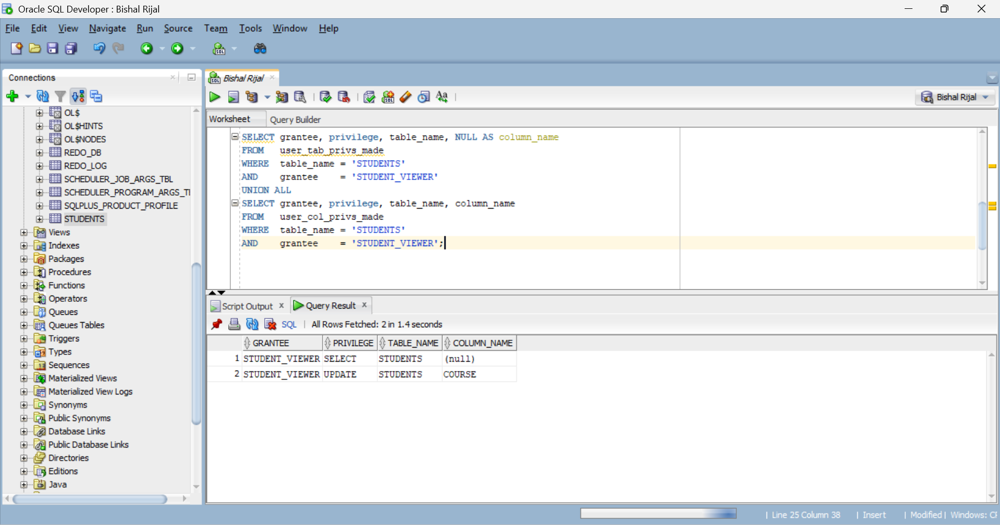 Oracle SQL Developer : Bishal Rijal
File Edit View Navigate Run Source Team Tools Window Help
Connections
OL$
OL$HINTS
OL$NODES
REDO_DB
REDO_LOG
SCHEDULER_JOB_ARGS_TBL
SCHEDULER_PROGRAM_ARGS_T
SQLPLUS_PRODUCT_PROFILE
STUDENTS
Views
Indexes
Packages
Procedures
Functions
Operators
Queues
Queues Tables
Triggers
Types
Sequences
Materialized Views
Materialized View Logs
Synonyms
Public Synonyms
Database Links
Public Database Links
Directories
Editions
Java
Bishal Rijal
Bishal Rijal
Worksheet Query Builder
SELECT grantee, privilege, table_name, NULL AS column_name
FROM user_tab_privs_made
WHERE table_name = 'STUDENTS'
AND grantee = 'STUDENT_VIEWER'
UNION ALL
SELECT grantee, privilege, table_name, column_name
FROM user_col_privs_made
WHERE table_name = 'STUDENTS'
AND grantee = 'STUDENT_VIEWER';
Script Output x Query Result x
SQL | All Rows Fetched: 2 in 1.4 seconds
GRANTEE PRIVILEGE TABLE_NAME COLUMN_NAME
1 STUDENT_VIEWER SELECT STUDENTS (null)
2 STUDENT_VIEWER UPDATE STUDENTS COURSE
| Line 25 Column 38 | Insert | Modified | Windows: